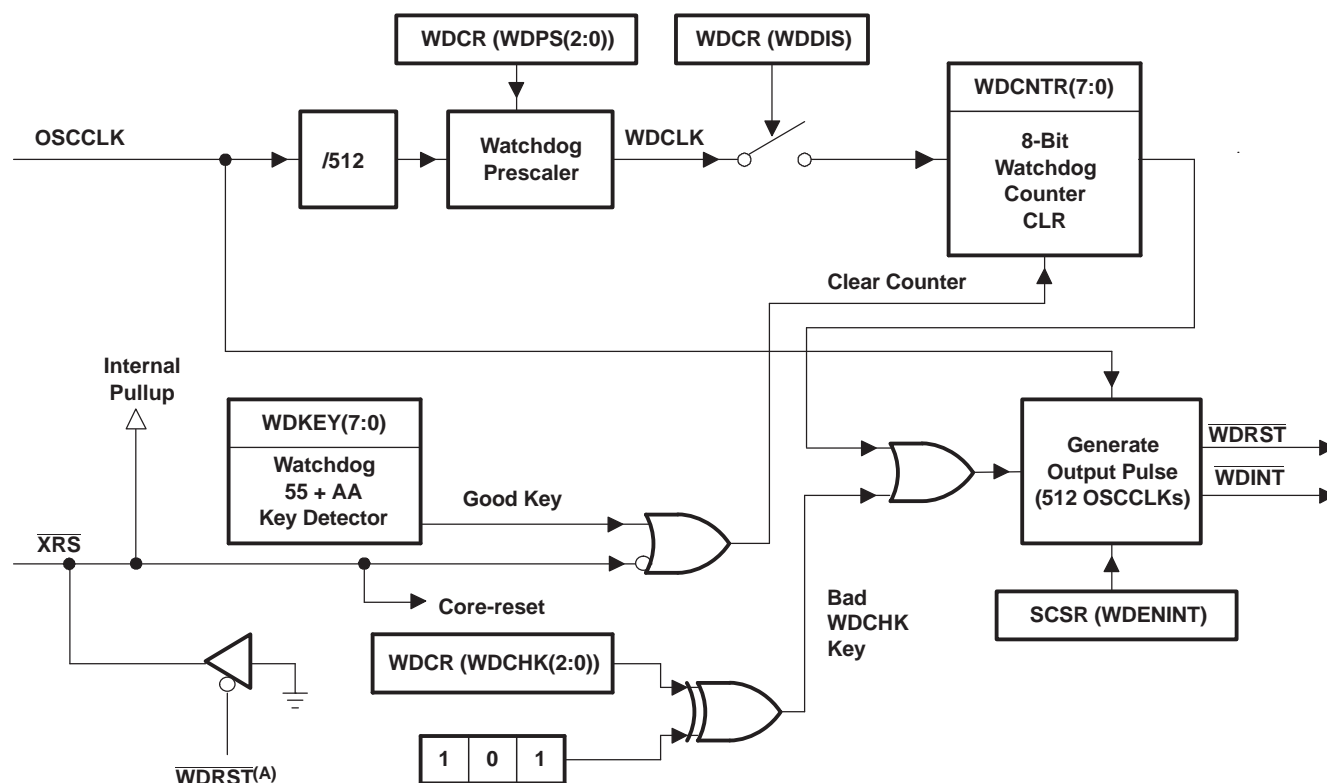 WDCR (WDPS(2:0))
WDCR (WDDIS)
WDCNTR(7:0)
OSCCLK
/512
Watchdog
Prescaler
WDCLK
8-Bit
Watchdog
Counter
CLR
Clear Counter
Internal
Pullup
WDKEY(7:0)
Watchdog
55 + AA
Key Detector
Good Key
Generate
Output Pulse
(512 OSCCLKs)
WDRST
WDINT
XRS
Core-reset
Bad
WDCHK
Key
SCSR (WDENINT)
WDCR (WDCHK(2:0))
1 0 1
WDRST(A)